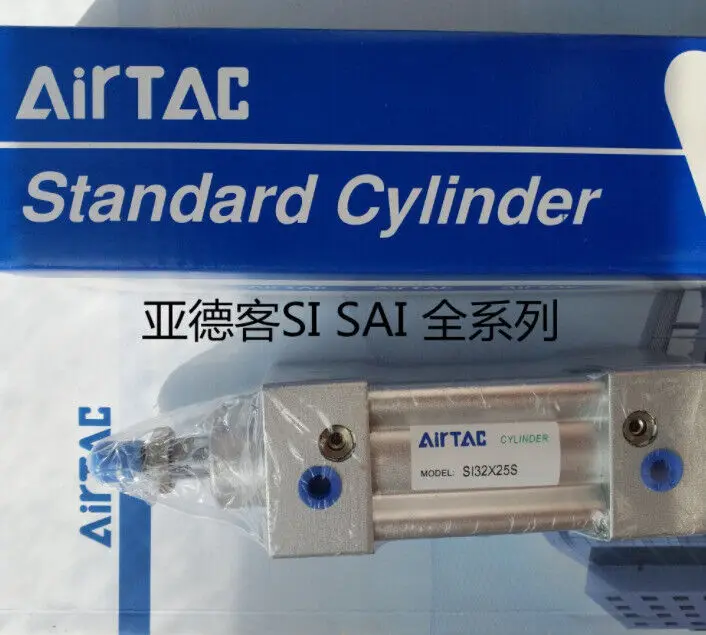 AirTAC
Standard Cylinder
亚德客SI SAI 全系列
AirTAC
AirTAC CYLINDER
MODEL: SI32X25S